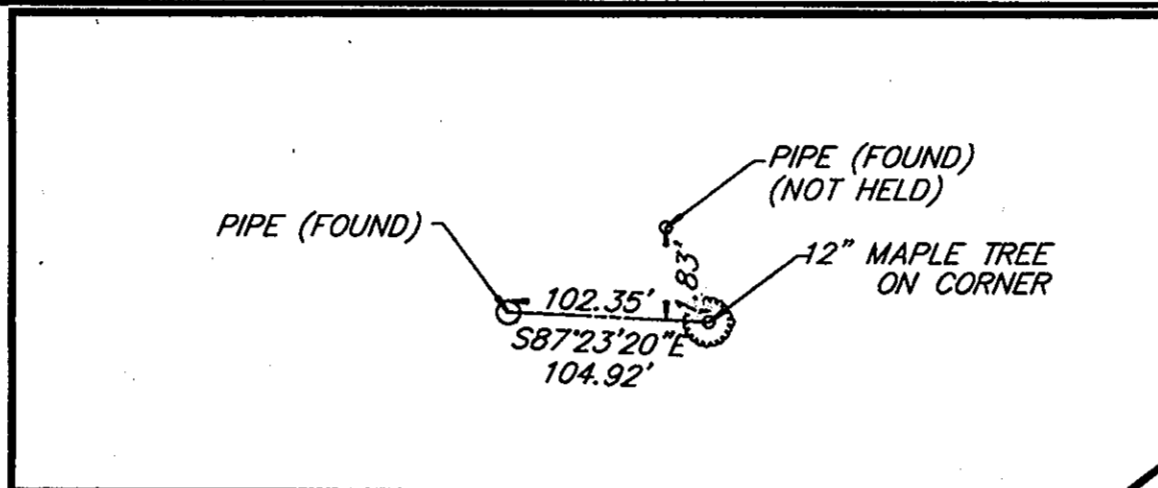 PIPE (FOUND)
(NOT HELD)
PIPE (FOUND)
12" MAPLE TREE
ON CORNER
1.83'
102.35'
S87°23'20"E
104.92'